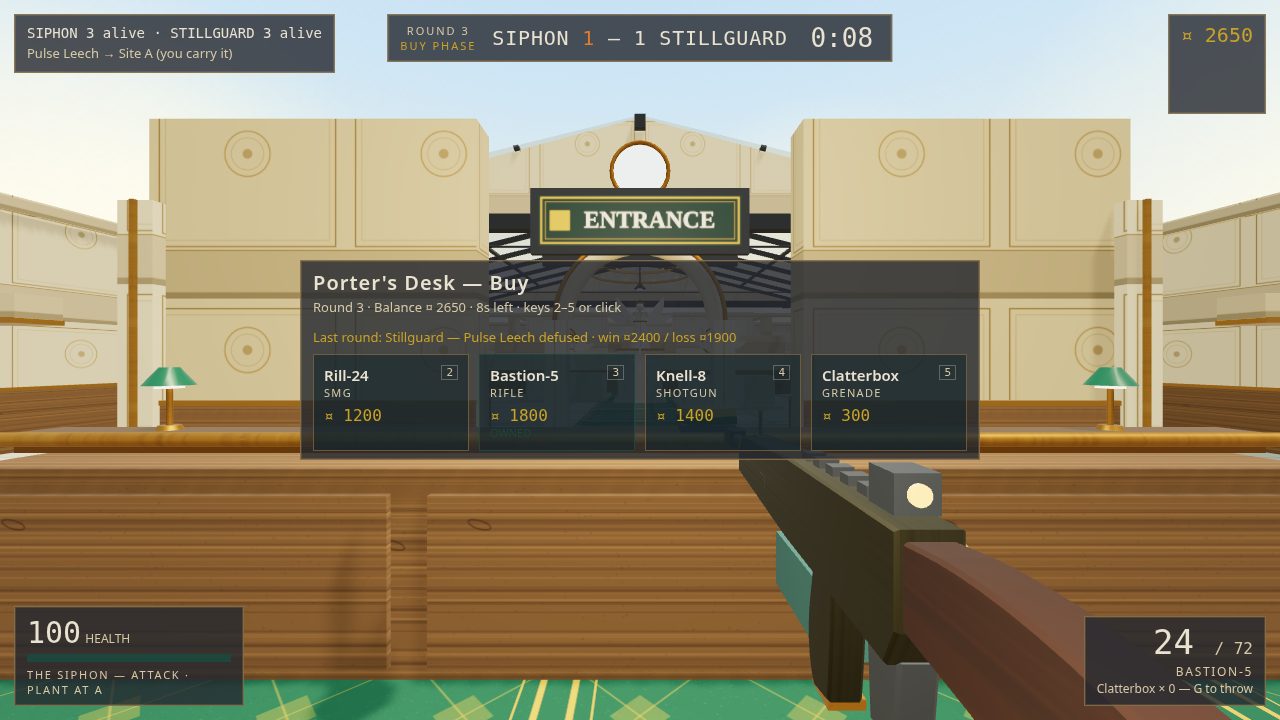 SIPHON 3 alive · STILLGUARD 3 alive
Pulse Leech → Site A (you carry it)
ROUND 3
BUY PHASE
SIPHON 1 — 1 STILLGUARD 0:08
¤ 2650
ENTRANCE
Porter's Desk — Buy
Round 3 · Balance ¤ 2650 · 8s left · keys 2–5 or click
Last round: Stillguard — Pulse Leech defused · win ¤2400 / loss ¤1900
Rill-24 2
SMG
¤ 1200
Bastion-5 3
RIFLE
¤ 1800
OWNED
Knell-8 4
SHOTGUN
¤ 1400
Clatterbox 5
GRENADE
¤ 300
100 HEALTH
THE SIPHON — ATTACK ·
PLANT AT A
24 / 72
BASTION-5
Clatterbox × 0 — G to throw